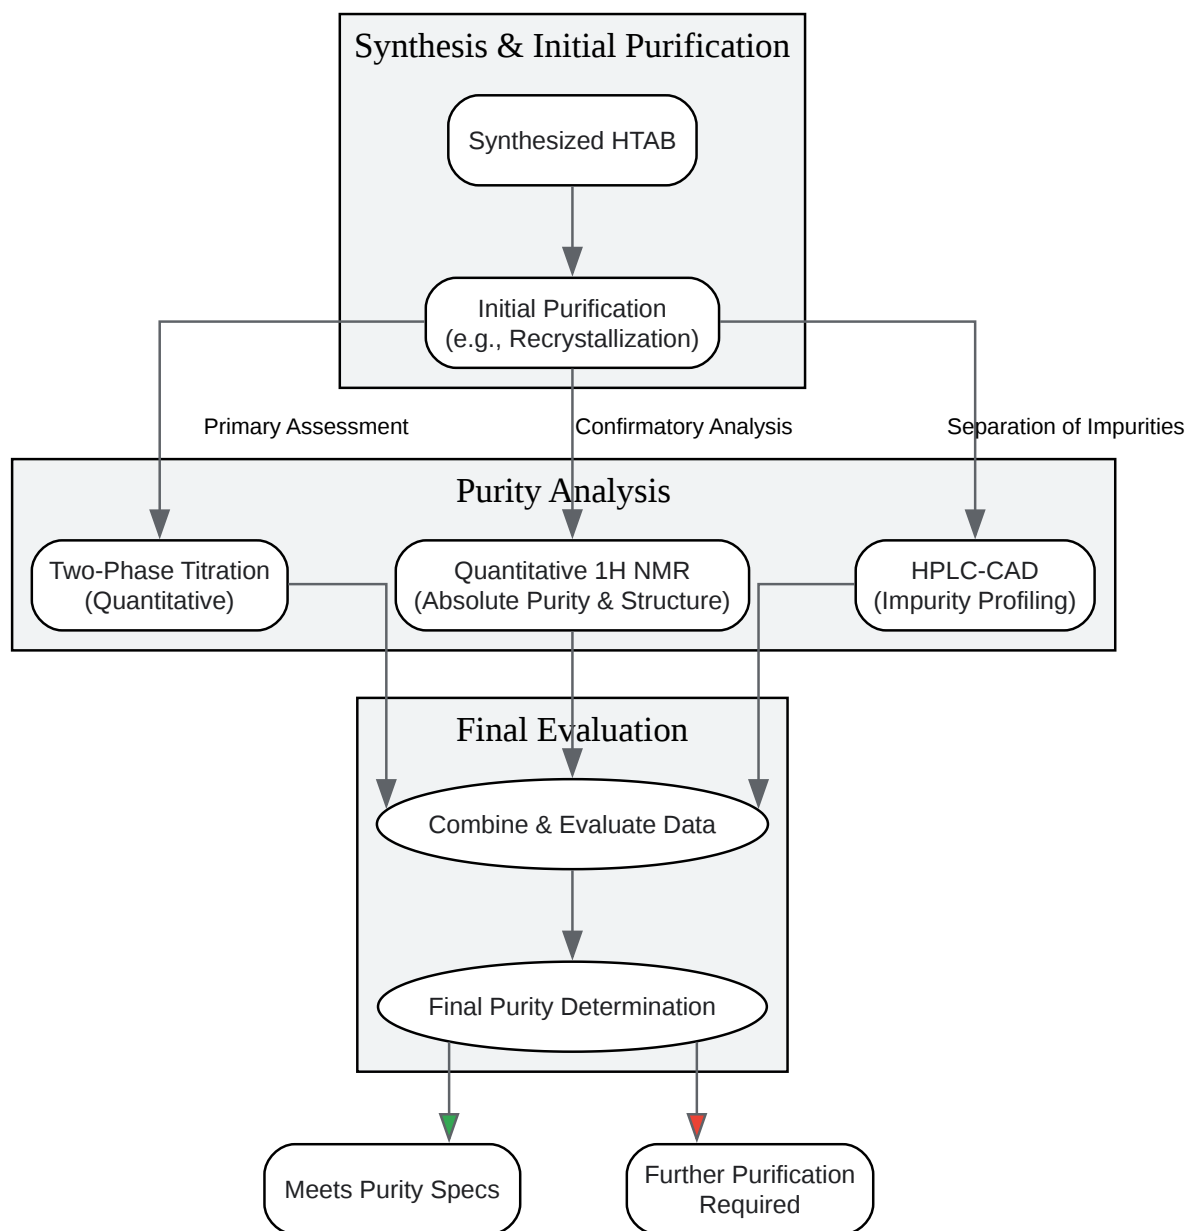 Synthesis & Initial Purification
Synthesized HTAB
Initial Purification
(e.g., Recrystallization)
Primary Assessment
Confirmatory Analysis
Separation of Impurities
Purity Analysis
Two-Phase Titration
(Quantitative)
Quantitative 1H NMR
(Absolute Purity & Structure)
HPLC-CAD
(Impurity Profiling)
Final Evaluation
Combine & Evaluate Data
Final Purity Determination
Meets Purity Specs
Further Purification
Required